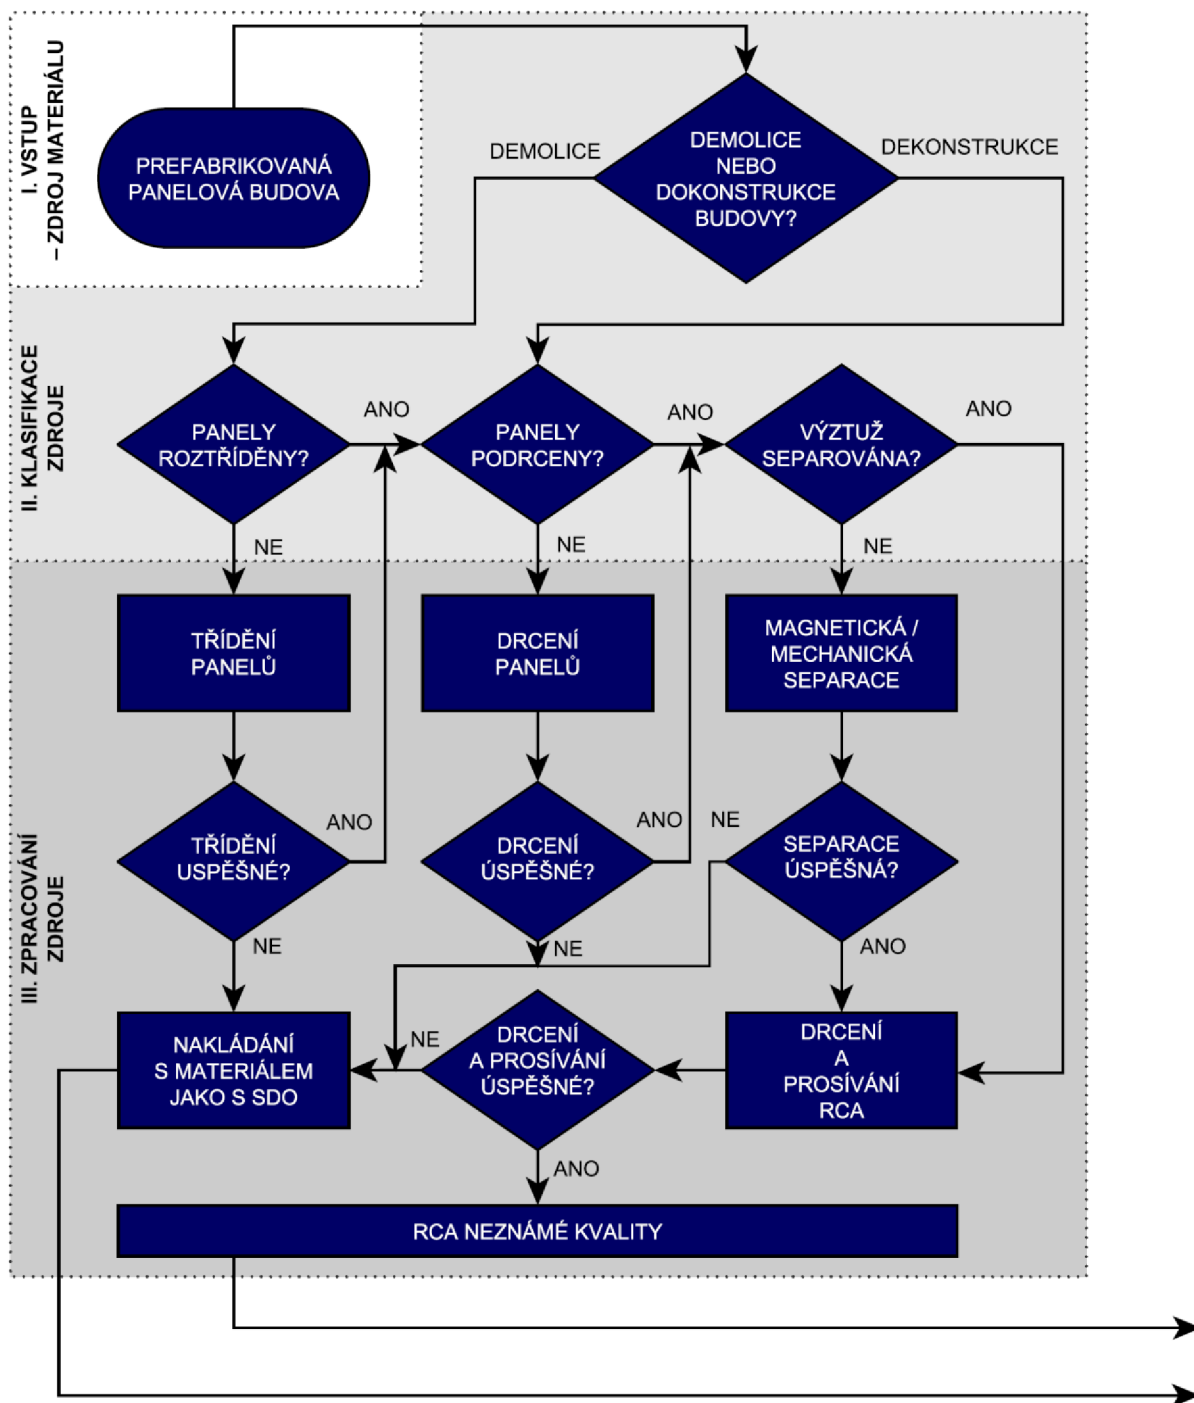 I. VSTUP
– ZDROJ MATERIÁLU
PREFABRIKOVANÁ
PANELOVÁ BUDOVA
DEMOLICE
DEMOLICE
NEBO
DOKONSTRUKCE
BUDOVY?
DEKONSTRUKCE
II. KLASIFIKACE
ZDROJE
PANELY
ROZTŘÍDĚNY?
ANO
PANELY
PODRCENY?
ANO
VÝZTUŽ
SEPAROVÁNA?
ANO
NE
NE
NE
III. ZPRACOVÁNÍ
ZDROJE
TŘÍDĚNÍ
PANELŮ
DRCENÍ
PANELŮ
MAGNETICKÁ /
MECHANICKÁ
SEPARACE
TŘÍDĚNÍ
USPĚŠNÉ?
ANO
DRCENÍ
ÚSPĚŠNÉ?
ANO
NE
SEPARACE
ÚSPĚŠNÁ?
NE
NE
ANO
NAKLÁDÁNÍ
S MATERIÁLEM
JAKO S SDO
NE
DRCENÍ
A PROSÍVÁNÍ
ÚSPĚŠNÉ?
DRCENÍ
A
PROSÍVÁNÍ
RCA
ANO
RCA NEZNÁMÉ KVALITY